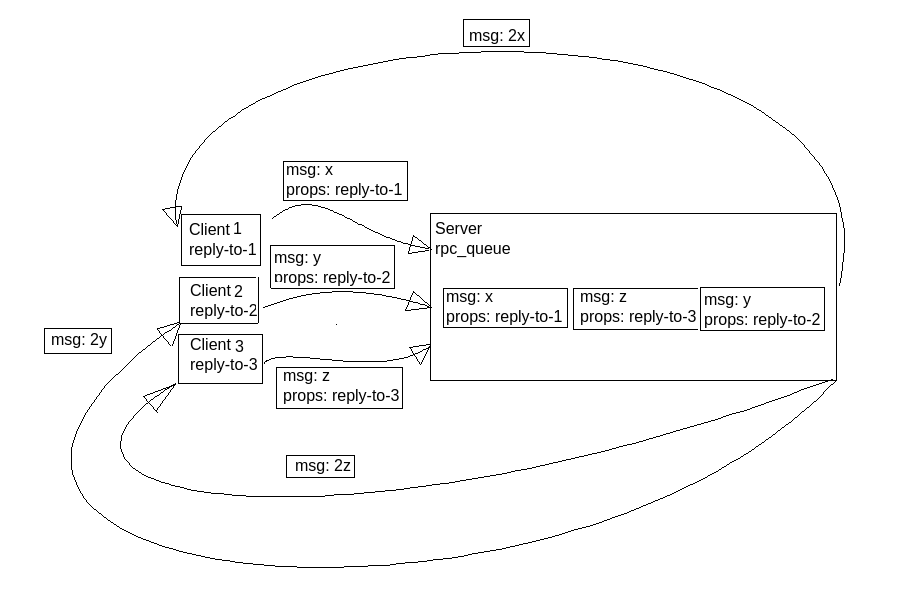 msg: 2x
msg: x
props: reply-to-1
Client 1
reply-to-1
Server
rpc_queue
msg: y
props: reply-to-2
Client 2
reply-to-2
msg: x
props: reply-to-1
msg: z
props: reply-to-3
msg: y
props: reply-to-2
msg: 2y
Client 3
reply-to-3
msg: z
props: reply-to-3
msg: 2z